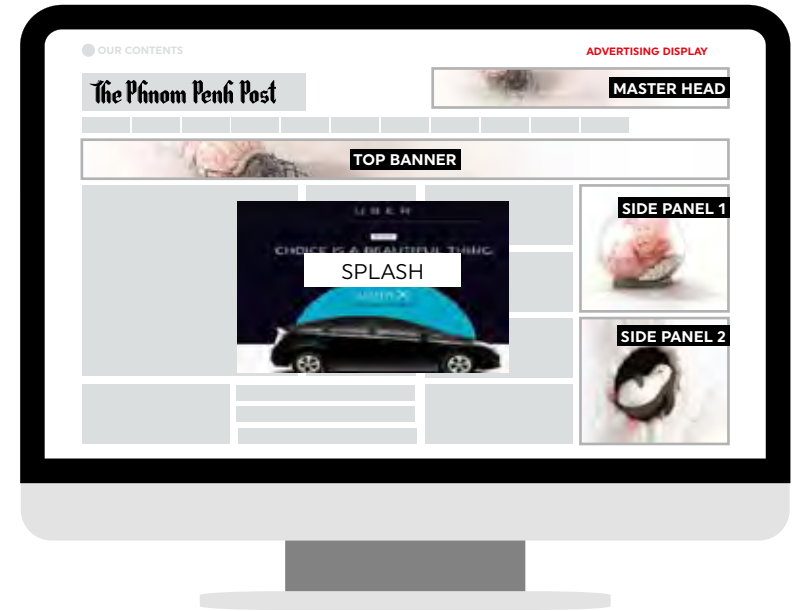 OUR CONTENTS
ADVERTISING DISPLAY
The Phnom Penh Post
MASTER HEAD
TOP BANNER
SIDE PANEL 1
UBER
CHOICE IS A BEAUTIFUL THING
SPLASH
SIDE PANEL 2